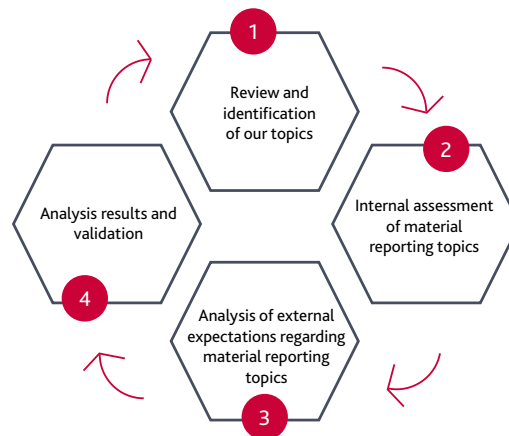 1
Review and
identification
of our topics
2
Internal assessment
of material
reporting topics
Analysis of external
expectations regarding
material reporting
topics
3
Analysis results and
validation
4